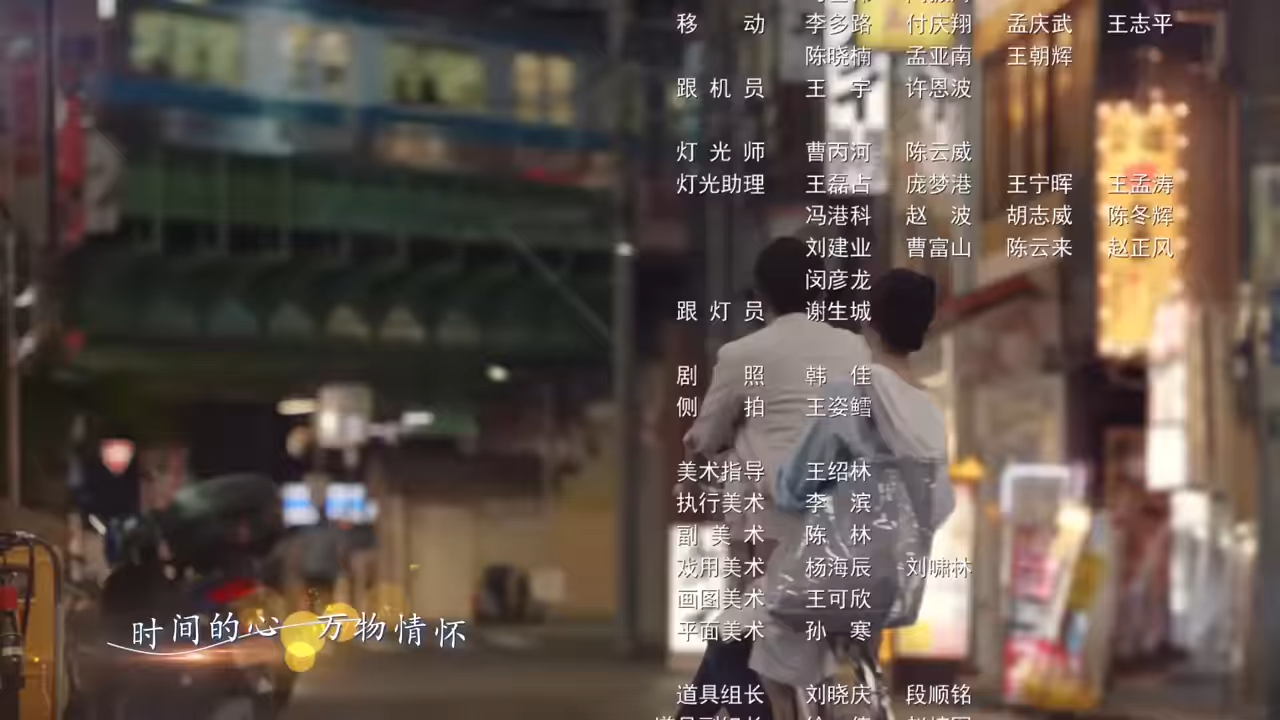 移动 李多路 付庆翔 孟庆武 王志平
陈晓楠 孟亚南 王朝辉
跟机员 王宇 许恩波
灯光师 曹丙河 陈云威
灯光助理 王磊占 庞梦港 王宁晖 王孟涛
冯港科 赵波 胡志威 陈冬辉
刘建业 曹富山 陈云来 赵正风
闵彦龙
跟灯员 谢生城
剧照 韩佳
侧拍 王姿鳕
美术指导 王绍林
执行美术 李滨
副美术 陈林
戏用美术 杨海辰 刘啸林
画图美术 王可欣
平面美术 孙寒
道具组长 刘晓庆 段顺铭
时间的心 万物情怀